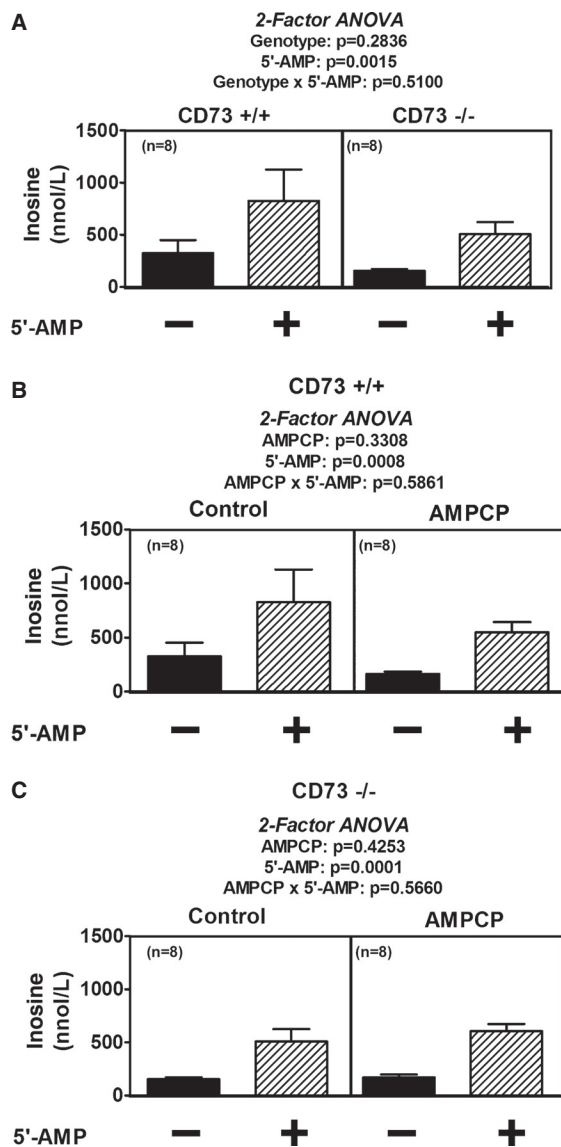 A
2-Factor ANOVA
Genotype: p=0.2836
5'-AMP: p=0.0015
Genotype x 5'-AMP: p=0.5100
CD73 +/+ CD73 -/-
1500
1000
500
0
Inosine
(nnol/L)
(n=8) (n=8)
5'-AMP − + − +
B
CD73 +/+
2-Factor ANOVA
AMPCP: p=0.3308
5'-AMP: p=0.0008
AMPCP x 5'-AMP: p=0.5861
Control AMPCP
1500
1000
500
0
Inosine
(nnol/L)
(n=8) (n=8)
5'-AMP − + − +
C
CD73 -/-
2-Factor ANOVA
AMPCP: p=0.4253
5'-AMP: p=0.0001
AMPCP x 5'-AMP: p=0.5660
Control AMPCP
1500
1000
500
0
Inosine
(nnol/L)
(n=8) (n=8)
5'-AMP − + − +